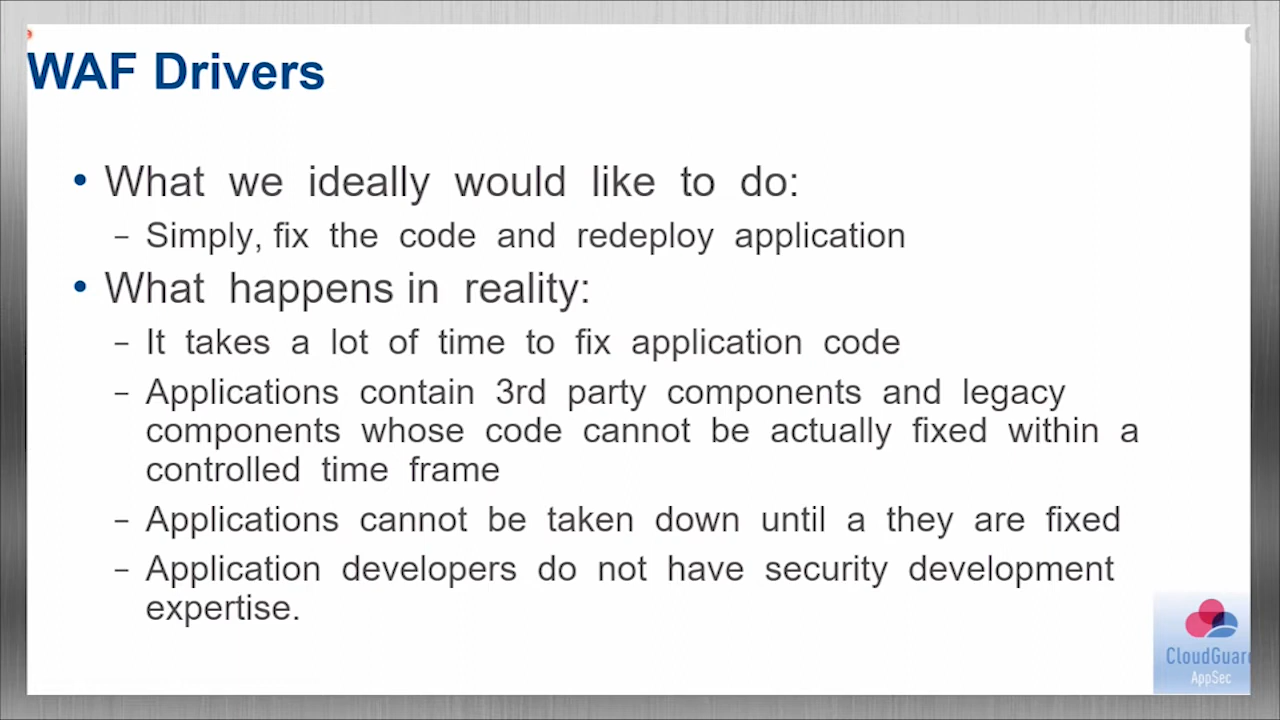 WAF Drivers
• What we ideally would like to do:
– Simply, fix the code and redeploy application
• What happens in reality:
– It takes a lot of time to fix application code
– Applications contain 3rd party components and legacy
components whose code cannot be actually fixed within a
controlled time frame
– Applications cannot be taken down until a they are fixed
– Application developers do not have security development
expertise.
CloudGuard
AppSec